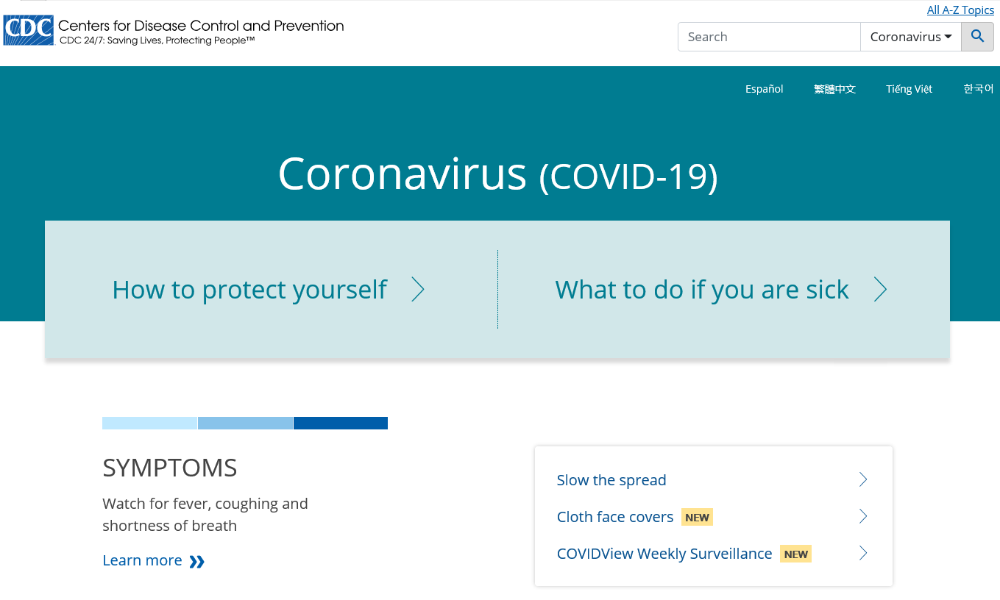 All A-Z Topics
CDC
Centers for Disease Control and Prevention
CDC 24/7: Saving Lives, Protecting People™
Search
Coronavirus
Español 繁體中文 Tiếng Việt 한국어
Coronavirus (COVID-19)
How to protect yourself
What to do if you are sick
SYMPTOMS
Watch for fever, coughing and
shortness of breath
Learn more
Slow the spread
Cloth face covers NEW
COVIDView Weekly Surveillance NEW